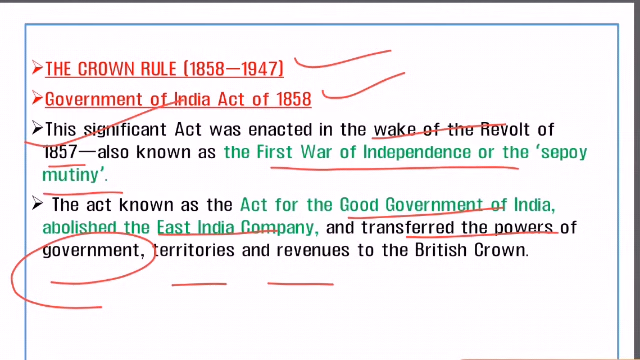 THE CROWN RULE (1858–1947)
Government of India Act of 1858
This significant Act was enacted in the wake of the Revolt of
1857—also known as the First War of Independence or the ‘sepoy
mutiny’.
The act known as the Act for the Good Government of India,
abolished the East India Company, and transferred the powers of
government, territories and revenues to the British Crown.